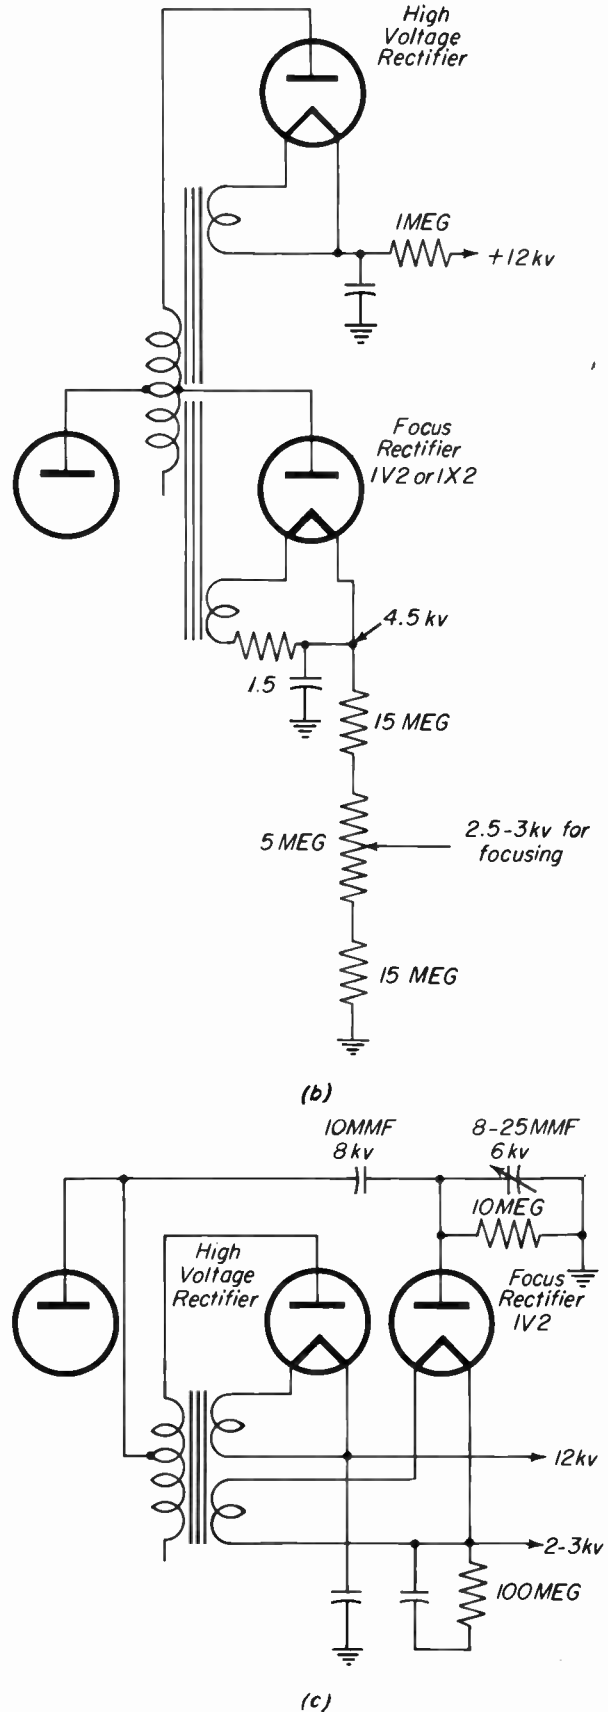 High
Voltage
Rectifier
1MEG
+12kv
Focus
Rectifier
1V2 or 1X2
4.5kv
1.5
15 MEG
5 MEG
2.5-3kv for
focusing
15 MEG
(b)
10MMF
8kv
8-25MMF
6kv
10MEG
High
Voltage
Rectifier
Focus
Rectifier
1V2
12kv
2-3kv
100MEG
(c)